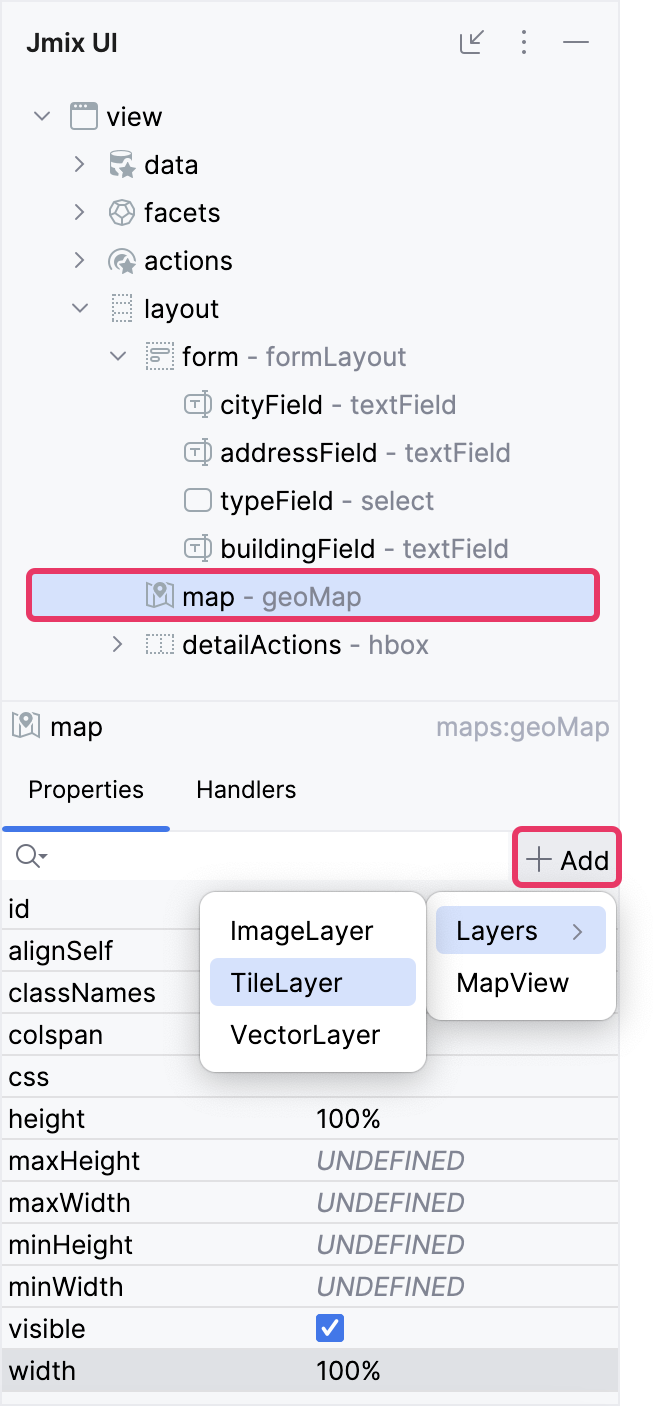 Jmix UI
view
data
facets
actions
layout
form - formLayout
cityField - textField
addressField - textField
typeField - select
buildingField - textField
map - geoMap
detailActions - hbox
map maps:geoMap
Properties Handlers
Add
id
ImageLayer
Layers
alignSelf
TileLayer
MapView
classNames
VectorLayer
colspan
css
height 100%
maxHeight UNDEFINED
maxWidth UNDEFINED
minHeight UNDEFINED
minWidth UNDEFINED
visible
width 100%